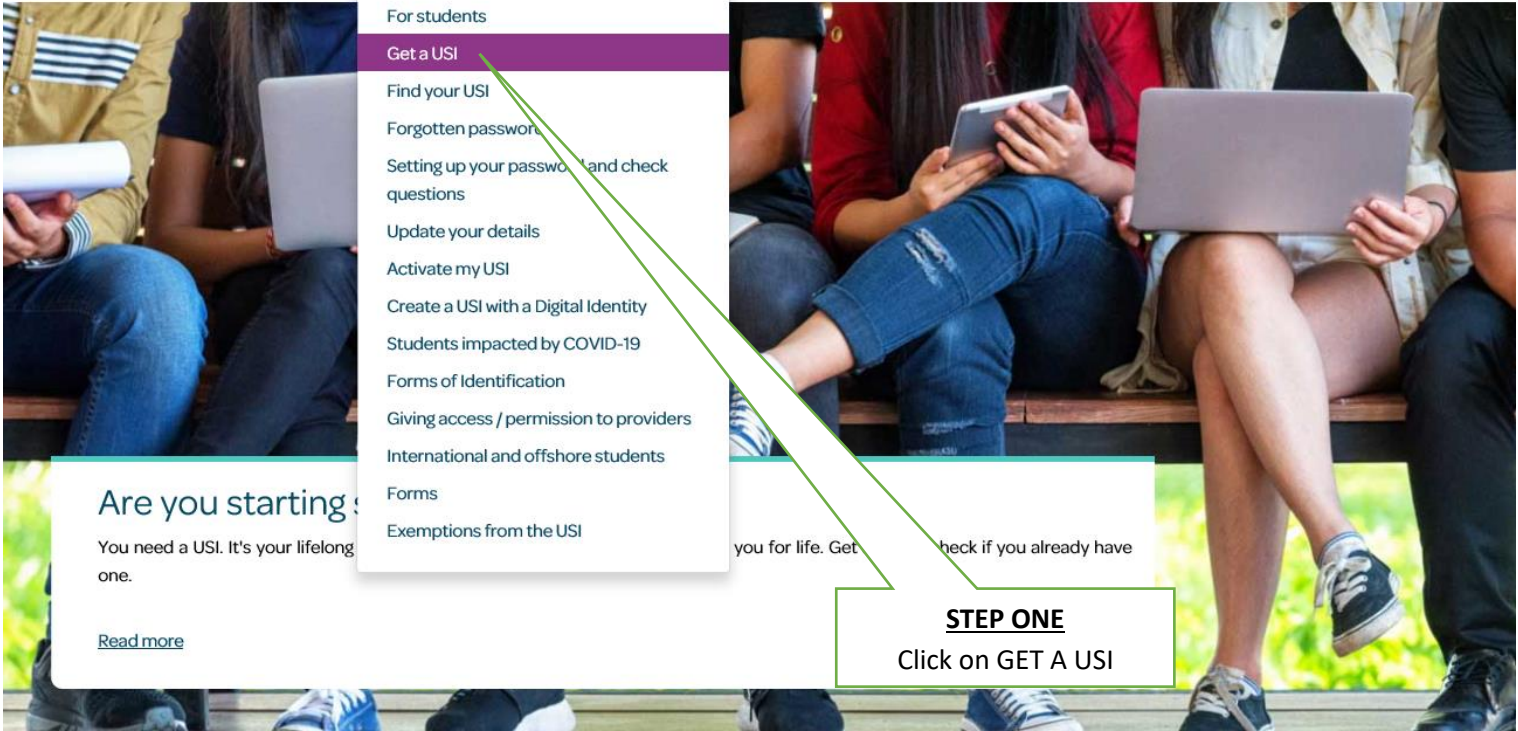 For students
Get a USI
Find your USI
Forgotten password
Setting up your password and check
questions
Update your details
Activate my USI
Create a USI with a Digital Identity
Students impacted by COVID-19
Forms of Identification
Giving access / permission to providers
International and offshore students
Forms
Exemptions from the USI
Are you starting
You need a USI. It's your lifelong you for life. Get check if you already have
one.
Read more
STEP ONE
Click on GET A USI